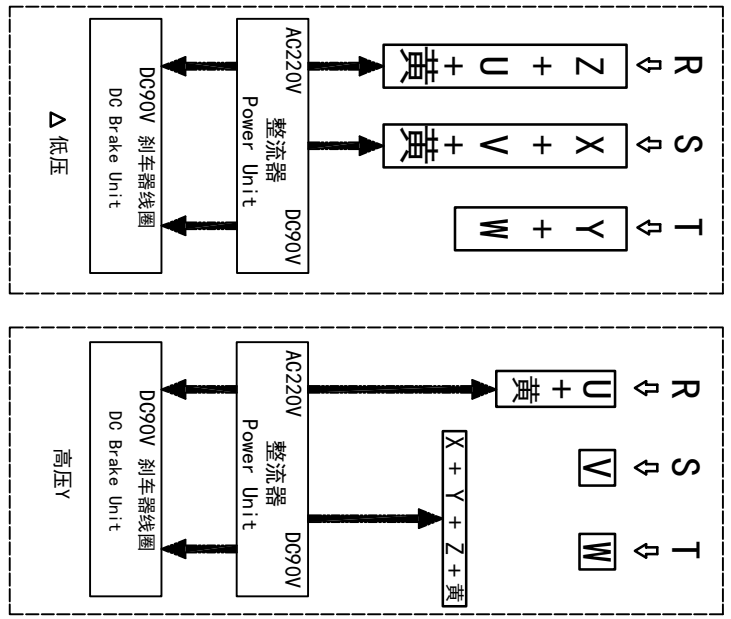 R S T
Z + U + 黄
X + V + 黄
Y + W
AC220V 整流器 DC90V
Power Unit
DC90V 刹车器线圈
DC Brake Unit
Δ 低压
R S T
U + 黄
V
W
X + Y + Z + 黄
AC220V 整流器 DC90V
Power Unit
DC90V 刹车器线圈
DC Brake Unit
高压Y